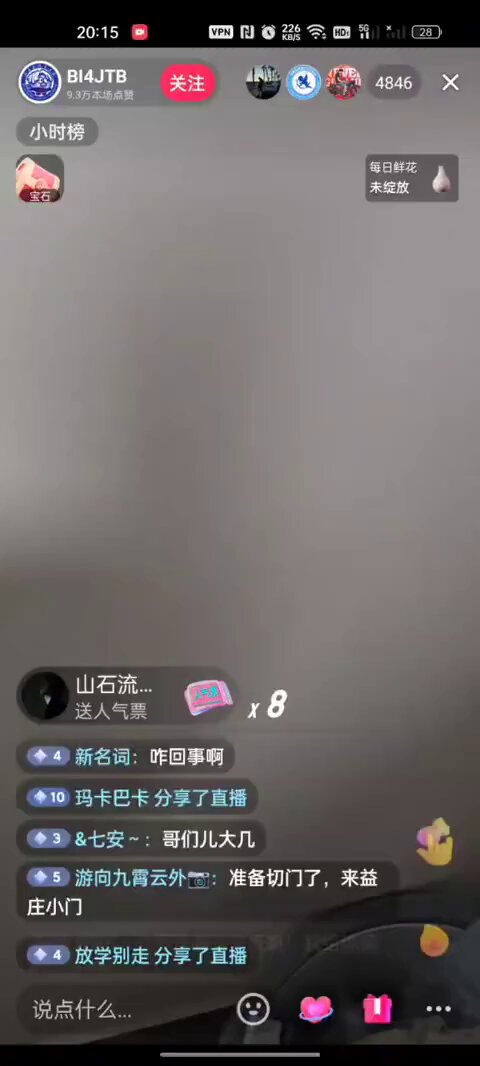 20:15
VPN
226
KB/S
HD
5G
28
BI4JTB
9.3万本场点赞
关注
4846
小时榜
宝石
每日鲜花
未绽放
山石流...
送人气票
x 8
4 新名词：咋回事啊
10 玛卡巴卡 分享了直播
3 &七安~：哥们儿大几
5 游向九霄云外📷：准备切门了，来益
庄小门
4 放学别走 分享了直播
说点什么...